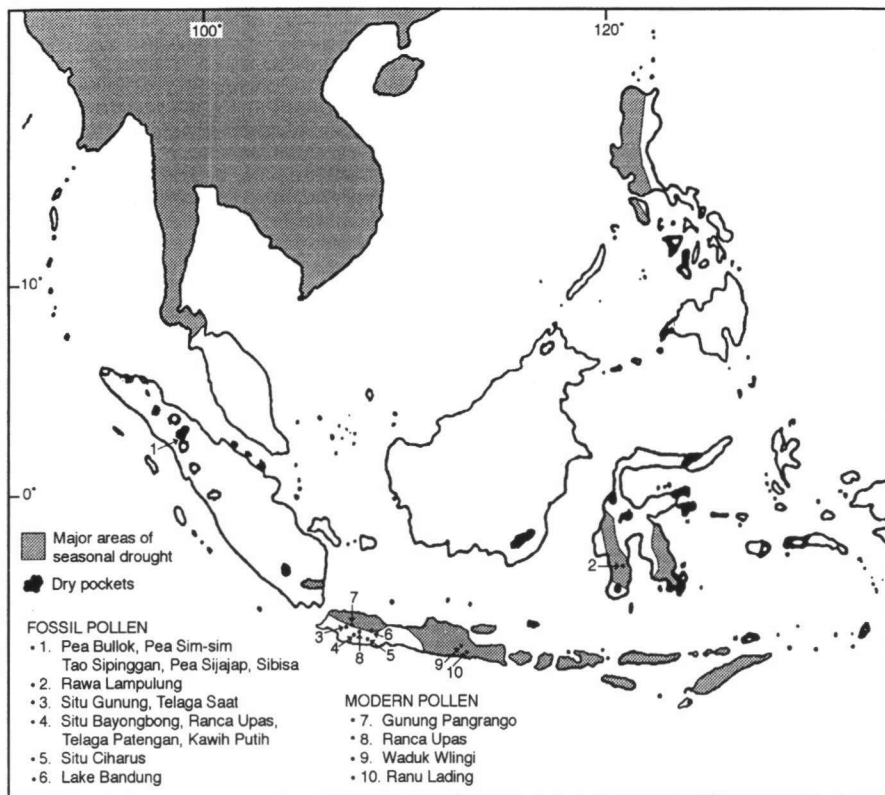 100°
120°
10°
1
0°
Major areas of
seasonal drought
Dry pockets
2
7
3
6
4
8
5
9
10
FOSSIL POLLEN
• 1. Pea Bullok, Pea Sim-sim
Tao Sipinggan, Pea Sijajap, Sibisa
• 2. Rawa Lampulung
• 3. Situ Gunung, Telaga Saat
• 4. Situ Bayongbong, Ranca Upas,
Telaga Patengan, Kawih Putih
• 5. Situ Ciharus
• 6. Lake Bandung
MODERN POLLEN
• 7. Gunung Pangrango
• 8. Ranca Upas
• 9. Waduk Wlingi
• 10. Ranu Lading